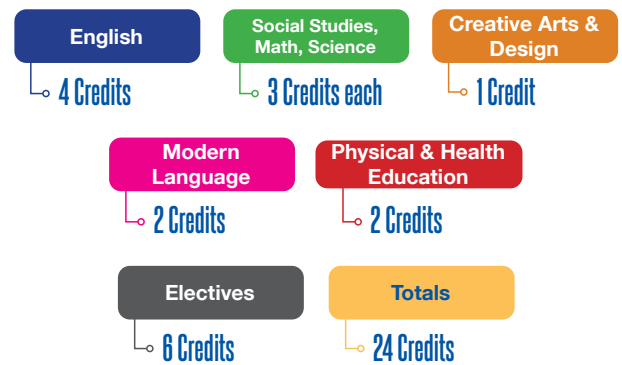 English
4 Credits
Social Studies,
Math, Science
3 Credits each
Creative Arts &
Design
1 Credit
Modern
Language
2 Credits
Physical & Health
Education
2 Credits
Electives
6 Credits
Totals
24 Credits